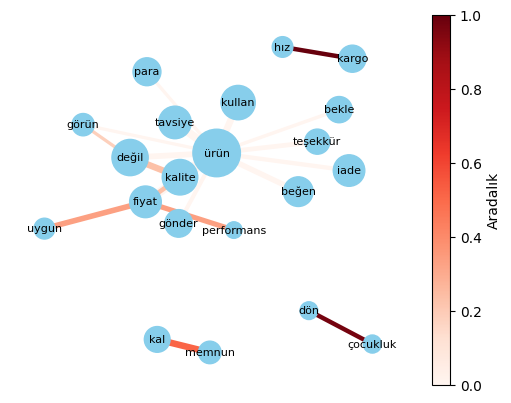 hız
kargo
para
kullan
bekle
görün
tavsiye
teşekkür
değil
ürün
iade
kalite
beğen
fiyat
gönder
uygun
performans
dön
kal
çocukluk
memnun
1.0
0.8
0.6
0.4
0.2
0.0
Aradalık